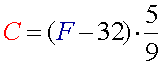 C = (F − 32) · 5/9